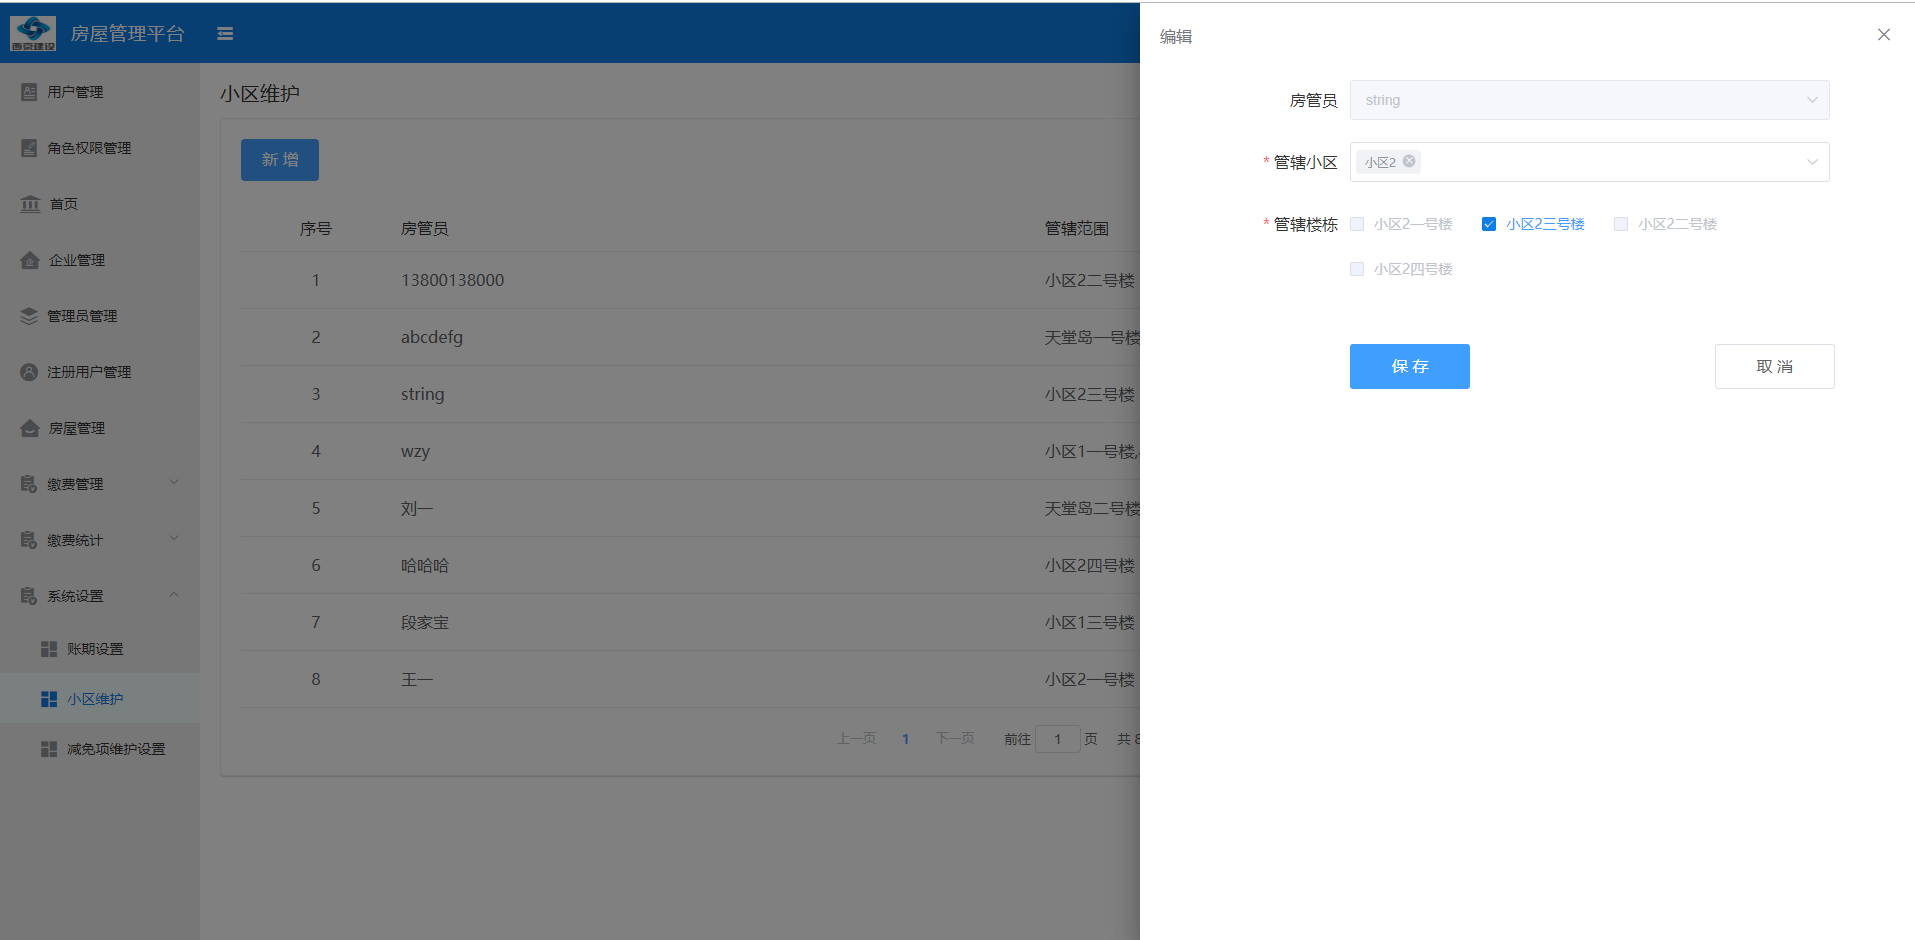 房屋管理平台
用户管理
角色权限管理
首页
企业管理
管理员管理
注册用户管理
房屋管理
缴费管理
缴费统计
系统设置
账期设置
小区维护
减免项维护设置
小区维护
新 增
序号 房管员 管辖范围
1 13800138000 小区2二号楼
2 abcdefg 天堂岛一号楼
3 string 小区2三号楼
4 wzy 小区1一号楼,
5 刘一 天堂岛二号楼
6 哈哈哈 小区2四号楼
7 段家宝 小区1三号楼
8 王一 小区2一号楼
上一页 1 下一页 前往 1 页 共 8
编辑
房管员 string
* 管辖小区 小区2
* 管辖楼栋 小区2一号楼 小区2三号楼 小区2二号楼
小区2四号楼
保 存 取 消